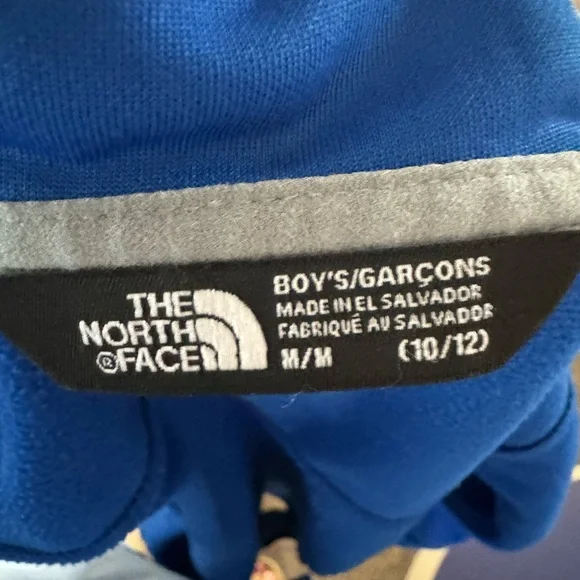 THE
NORTH
®FACE
BOY'S/GARÇONS
MADE IN EL SALVADOR
FABRIQUÉ AU SALVADOR
M/M (10/12)